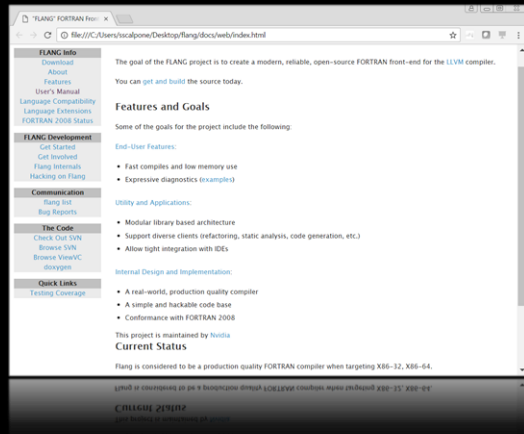 "FLANG" FORTRAN Fron
file:///C:/Users/sscalpone/Desktop/flang/docs/web/index.html
FLANG Info
Download
About
Features
User's Manual
Language Compatibility
Language Extensions
FORTRAN 2008 Status
FLANG Development
Get Started
Get Involved
Flang Internals
Hacking on Flang
Communication
flang list
Bug Reports
The Code
Check Out SVN
Browse SVN
Browse ViewVC
doxygen
Quick Links
Testing Coverage
The goal of the FLANG project is to create a modern, reliable, open-source FORTRAN front-end for the LLVM compiler.
You can get and build the source today.
Features and Goals
Some of the goals for the project include the following:
End-User Features:
• Fast compiles and low memory use
• Expressive diagnostics (examples)
Utility and Applications:
• Modular library based architecture
• Support diverse clients (refactoring, static analysis, code generation, etc.)
• Allow tight integration with IDEs
Internal Design and Implementation:
• A real-world, production quality compiler
• A simple and hackable code base
• Conformance with FORTRAN 2008
This project is maintained by Nvidia
Current Status
Flang is considered to be a production quality FORTRAN compiler when targeting X86-32, X86-64.